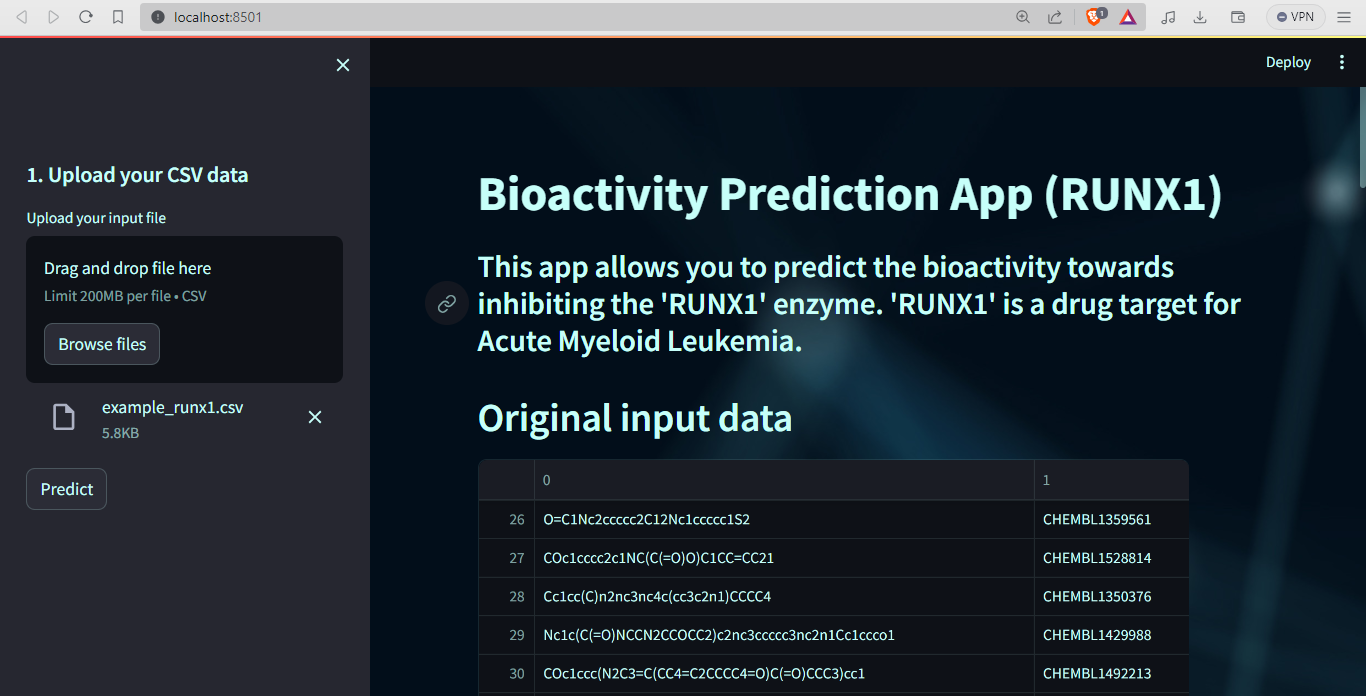 localhost:8501
1
VPN
Deploy
1. Upload your CSV data
Upload your input file
Drag and drop file here
Limit 200MB per file • CSV
Browse files
example_runx1.csv
5.8KB
Predict
Bioactivity Prediction App (RUNX1)
This app allows you to predict the bioactivity towards
inhibiting the 'RUNX1' enzyme. 'RUNX1' is a drug target for
Acute Myeloid Leukemia.
Original input data
0 1
26 O=C1Nc2ccccc2C12Nc1ccccc1S2 CHEMBL1359561
27 COc1cccc2c1NC(C(=O)O)C1CC=CC21 CHEMBL1528814
28 Cc1cc(C)n2nc3nc4c(cc3c2n1)CCCC4 CHEMBL1350376
29 Nc1c(C(=O)NCCN2CCOCC2)c2nc3ccccc3nc2n1Cc1ccco1 CHEMBL1429988
30 COc1ccc(N2C3=C(CC4=C2CCCC4=O)C(=O)CCC3)cc1 CHEMBL1492213